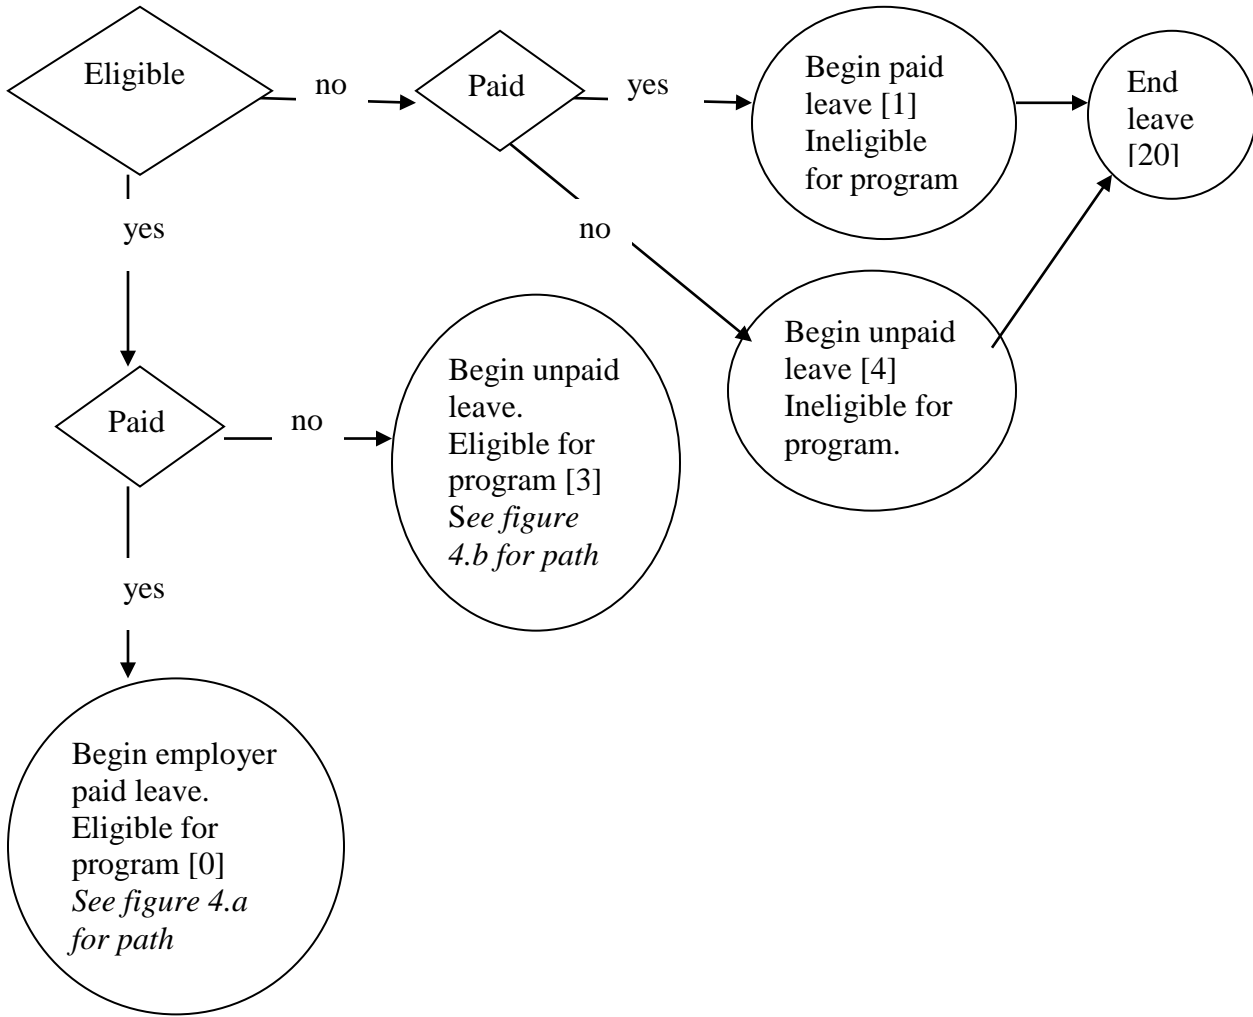 Eligible
no
Paid
yes
Begin paid
leave [1]
Ineligible
for program
End
leave
[20]
yes
no
Begin unpaid
leave [4]
Ineligible for
program.
Paid
no
Begin unpaid
leave.
Eligible for
program [3]
See figure
4.b for path
yes
Begin employer
paid leave.
Eligible for
program [0]
See figure 4.a
for path